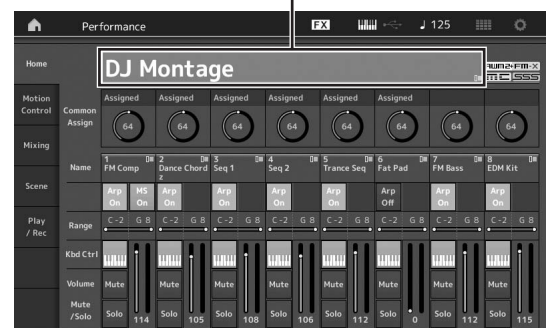 Performance FX ♩ 125
Home DJ Montage AWM2+FM-X
Motion Control Common Assign Assigned Assigned Assigned Assigned Assigned Assigned Assigned
64 64 64 64 64 64 64 64
Mixing
Name 1 FM Comp 2 Dance Chordz 3 Seq 1 4 Seq 2 5 Trance Seq 6 Fat Pad 7 FM Bass 8 EDM Kit
Scene Arp On MS On Arp On Arp On Arp On Arp On Arp Off Arp On Arp On
Play / Rec Range C -2 G 8 C -2 G 8 C -2 G 8 C -2 G 8 C -2 G 8 C -2 G 8 C -2 G 8 C -2 G 8
Kbd Ctrl
Volume Mute Mute Mute Mute Mute Mute Mute Mute
Mute /Solo Solo 114 Solo 105 Solo 108 Solo 106 Solo 112 Solo 0 Solo 112 Solo 115